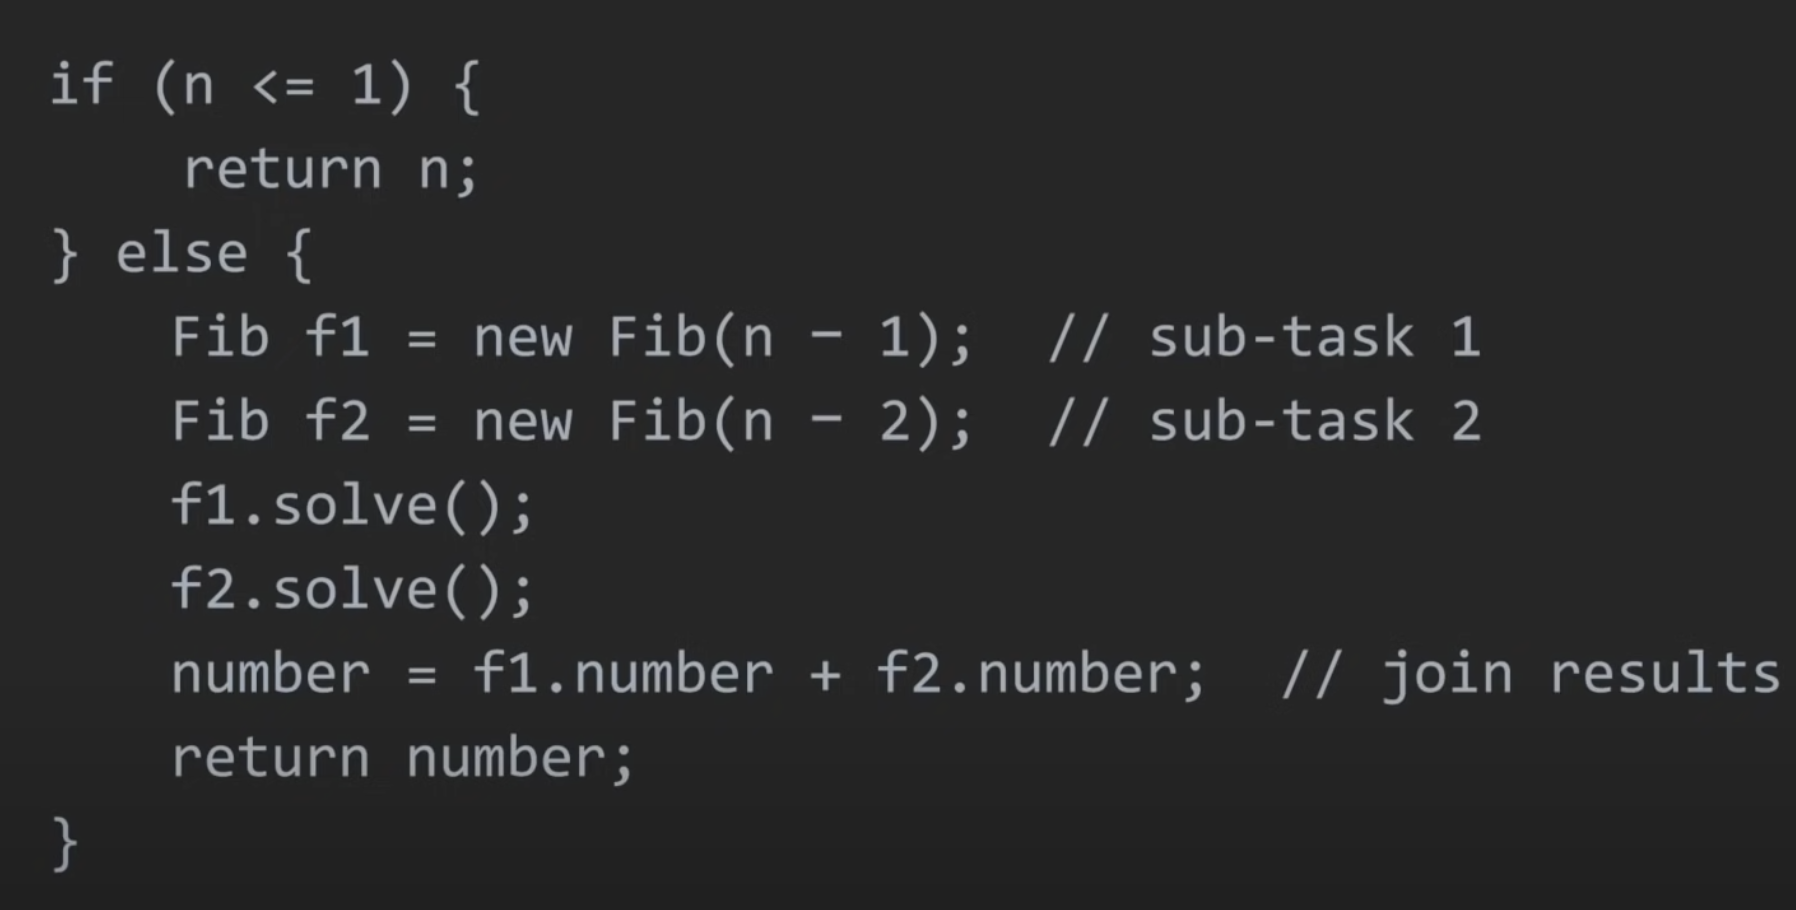 if (n <= 1) {
    return n;
} else {
   Fib f1 = new Fib(n − 1);  // sub-task 1
   Fib f2 = new Fib(n − 2);  // sub-task 2
   f1.solve();
   f2.solve();
   number = f1.number + f2.number;  // join results
   return number;
}